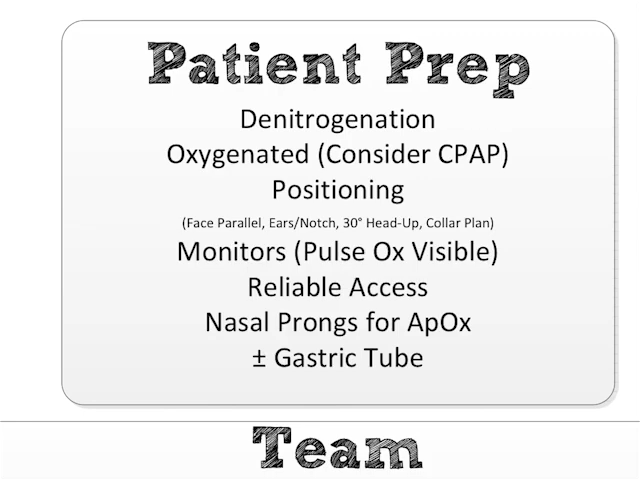 Patient Prep
Denitrogenation
Oxygenated (Consider CPAP)
Positioning
(Face Parallel, Ears/Notch, 30° Head-Up, Collar Plan)
Monitors (Pulse Ox Visible)
Reliable Access
Nasal Prongs for ApOx
± Gastric Tube
Team